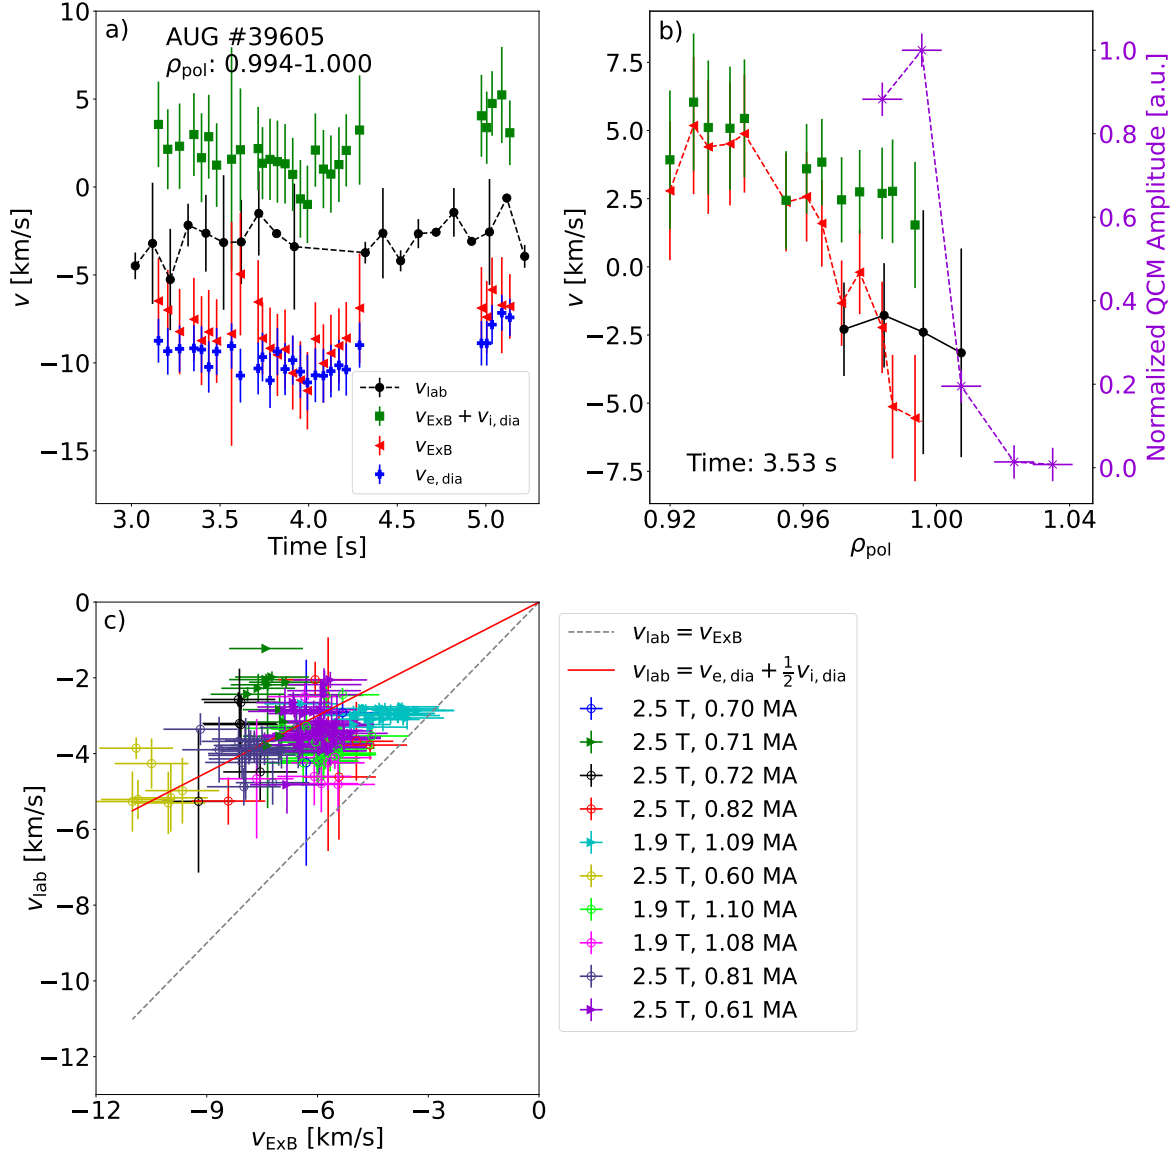 a)
AUG #39605
ρpol: 0.994-1.000
10
5
0
−5
−10
−15
v [km/s]
3.0 3.5 4.0 4.5 5.0
Time [s]
vlab
vExB + vi, dia
vExB
ve, dia
b)
7.5
5.0
2.5
0.0
−2.5
−5.0
−7.5
v [km/s]
Time: 3.53 s
0.92 0.96 1.00 1.04
ρpol
1.0
0.8
0.6
0.4
0.2
0.0
Normalized QCM Amplitude [a.u.]
c)
0
−2
−4
−6
−8
−10
−12
vlab [km/s]
−12 −9 −6 −3 0
vExB [km/s]
vlab = vExB
vlab = ve, dia + ½vi, dia
2.5 T, 0.70 MA
2.5 T, 0.71 MA
2.5 T, 0.72 MA
2.5 T, 0.82 MA
1.9 T, 1.09 MA
2.5 T, 0.60 MA
1.9 T, 1.10 MA
1.9 T, 1.08 MA
2.5 T, 0.81 MA
2.5 T, 0.61 MA